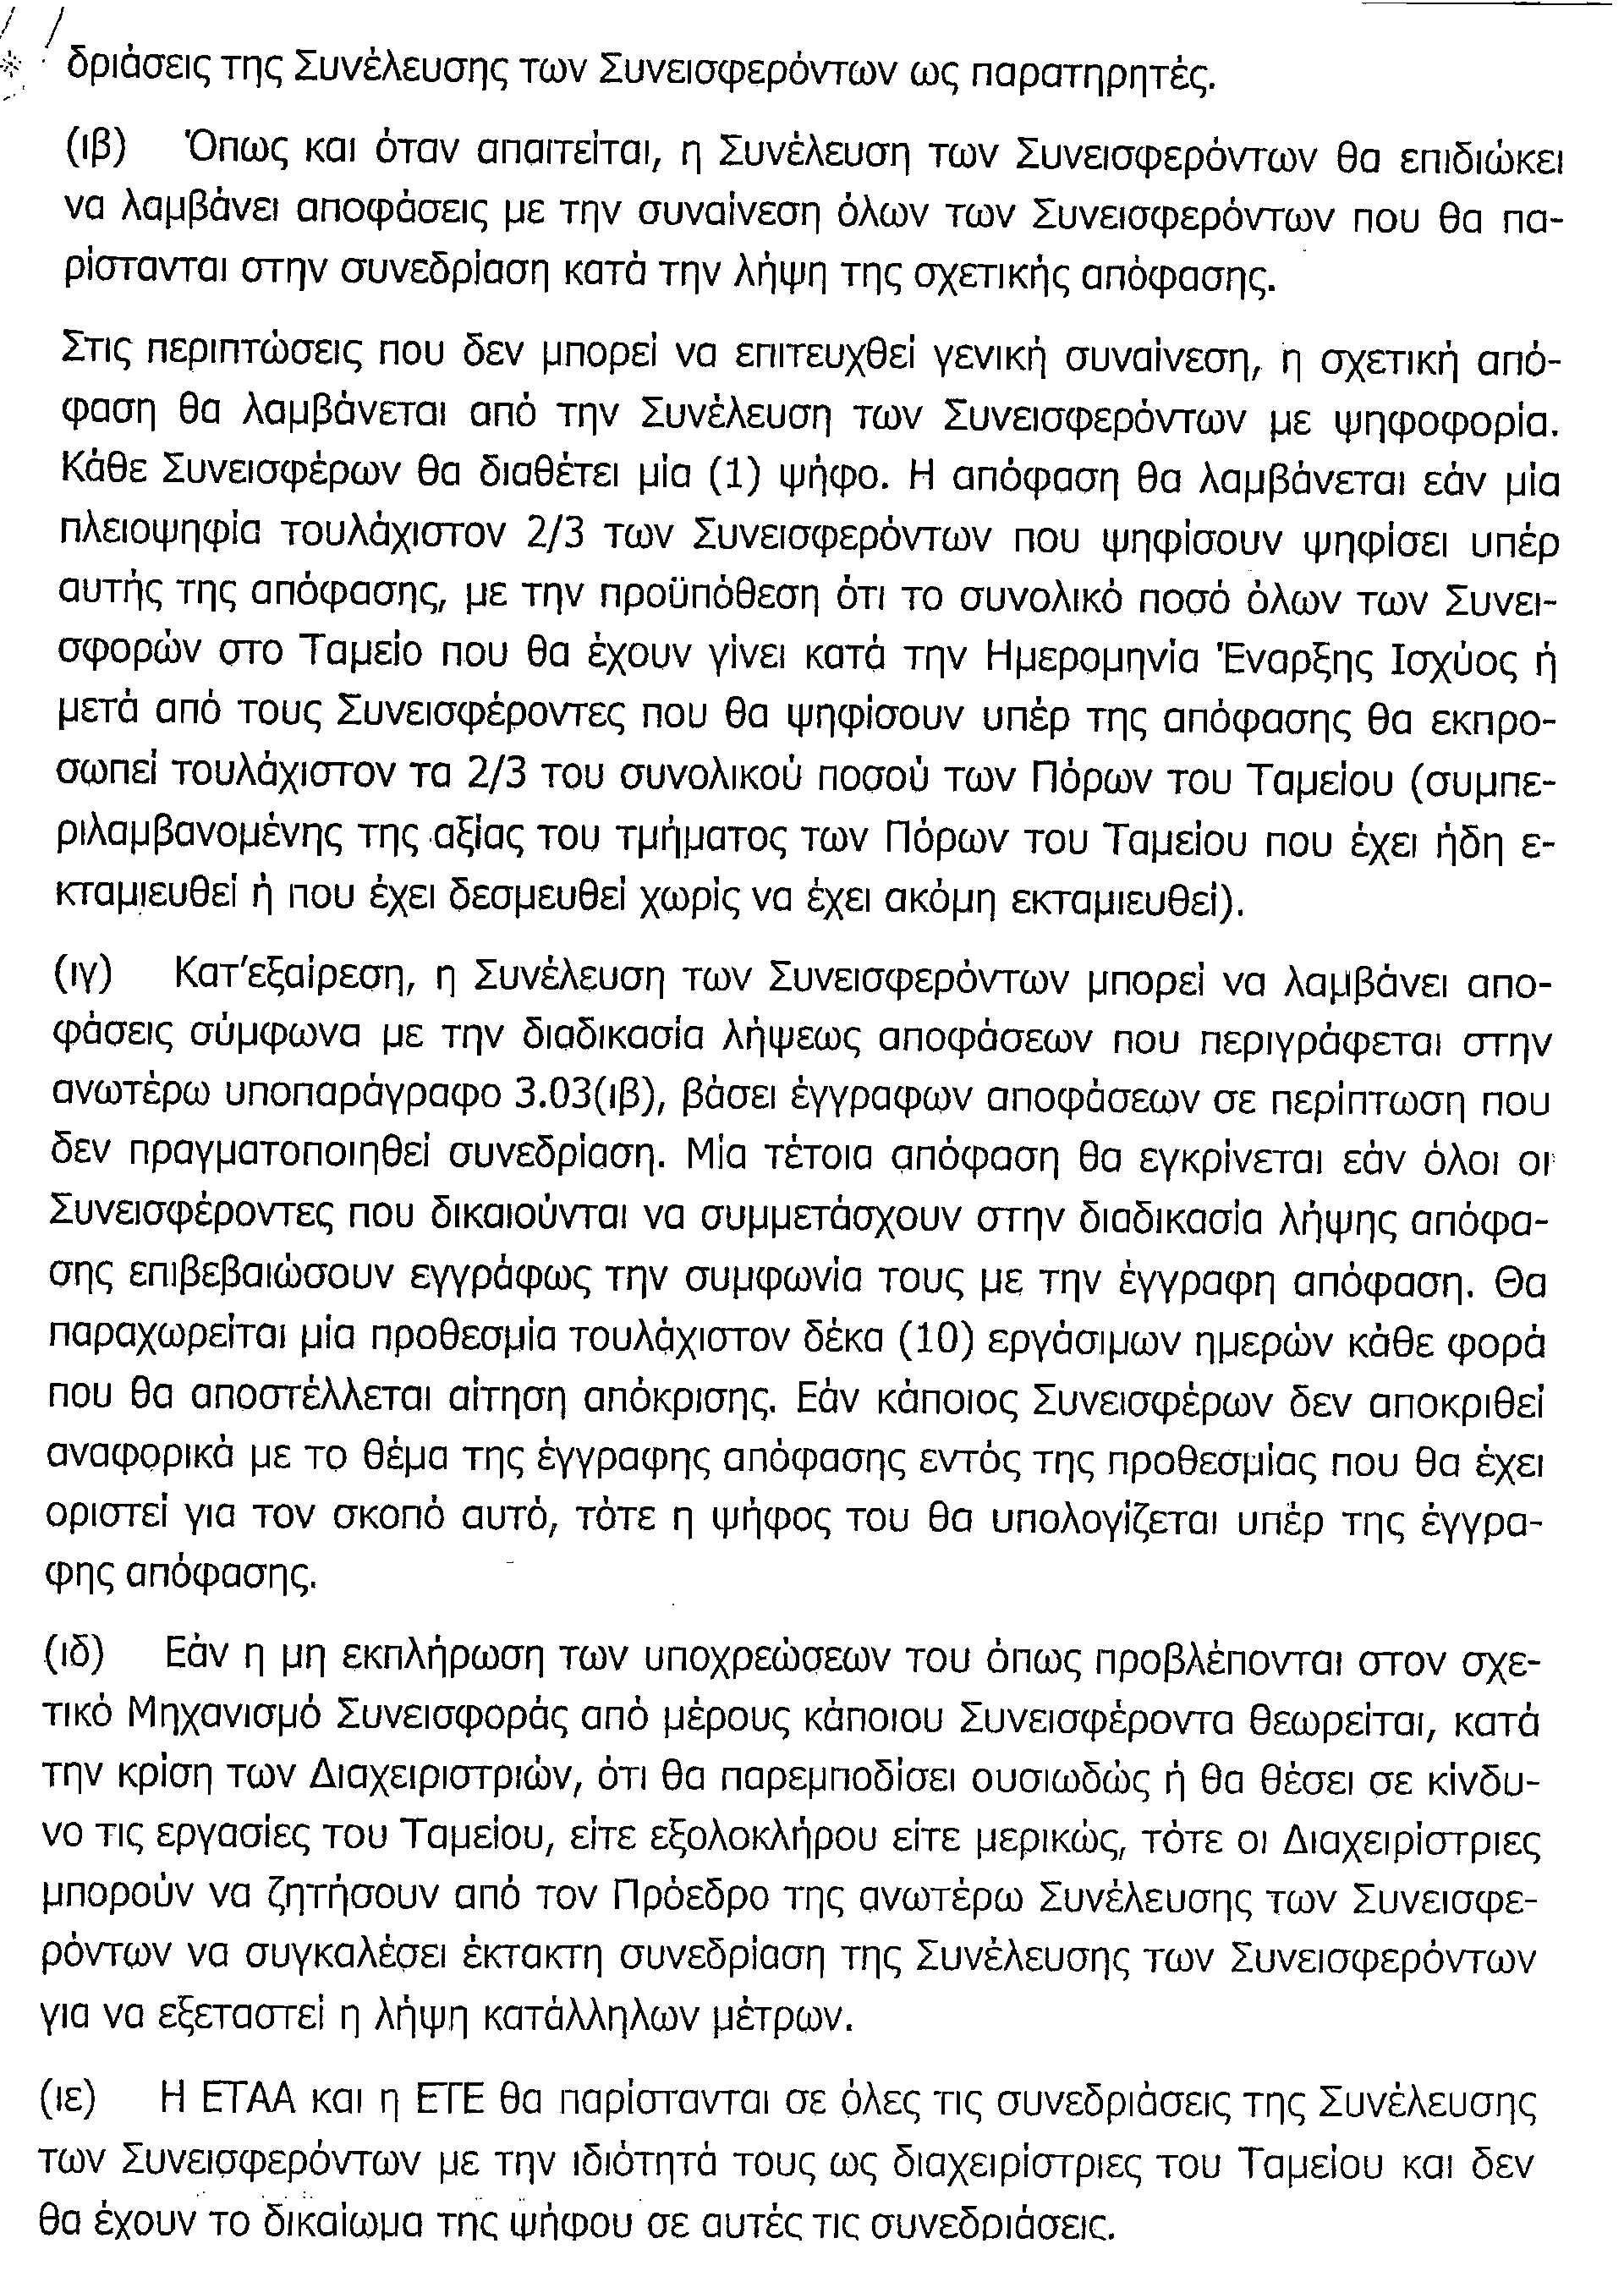 δριάσεις της Συνέλευσης των Συνεισφερόντων ως παρατηρητές.
(ιβ) Όπως και όταν απαιτείται, η Συνέλευση των Συνεισφερόντων θα επιδιώκει
να λαμβάνει αποφάσεις με την συναίνεση όλων των Συνεισφερόντων που θα πα-
ρίστανται στην συνεδρίαση κατά την λήψη της σχετικής απόφασης.
Στις περιπτώσεις που δεν μπορεί να επιτευχθεί γενική συναίνεση, η σχετική από-
φαση θα λαμβάνεται από την Συνέλευση των Συνεισφερόντων με ψηφοφορία.
Κάθε Συνεισφέρων θα διαθέτει μία (1) ψήφο. Η απόφαση θα λαμβάνεται εάν μία
πλειοψηφία τουλάχιστον 2/3 των Συνεισφερόντων που ψηφίσουν ψηφίσει υπέρ
αυτής της απόφασης, με την προϋπόθεση ότι το συνολικό ποσό όλων των Συνει-
σφορών στο Ταμείο που θα έχουν γίνει κατά την Ημερομηνία Έναρξης Ισχύος ή
μετά από τους Συνεισφέροντες που θα ψηφίσουν υπέρ της απόφασης θα εκπρο-
σωπεί τουλάχιστον τα 2/3 του συνολικού ποσού των Πόρων του Ταμείου (συμπε-
ριλαμβανομένης της αξίας του τμήματος των Πόρων του Ταμείου που έχει ήδη ε-
κταμιευθεί ή που έχει δεσμευθεί χωρίς να έχει ακόμη εκταμιευθεί).
(ιγ) Κατ'εξαίρεση, η Συνέλευση των Συνεισφερόντων μπορεί να λαμβάνει απο-
φάσεις σύμφωνα με την διαδικασία λήψεως αποφάσεων που περιγράφεται στην
ανωτέρω υποπαράγραφο 3.03(ιβ), βάσει έγγραφων αποφάσεων σε περίπτωση που
δεν πραγματοποιηθεί συνεδρίαση. Μία τέτοια απόφαση θα εγκρίνεται εάν όλοι οι
Συνεισφέροντες που δικαιούνται να συμμετάσχουν στην διαδικασία λήψης απόφα-
σης επιβεβαιώσουν εγγράφως την συμφωνία τους με την έγγραφη απόφαση. Θα
παραχωρείται μία προθεσμία τουλάχιστον δέκα (10) εργάσιμων ημερών κάθε φορά
που θα αποστέλλεται αίτηση απόκρισης. Εάν κάποιος Συνεισφέρων δεν αποκριθεί
αναφορικά με το θέμα της έγγραφης απόφασης εντός της προθεσμίας που θα έχει
οριστεί για τον σκοπό αυτό, τότε η ψήφος του θα υπολογίζεται υπέρ της έγγρα-
φης απόφασης.
(ιδ) Εάν η μη εκπλήρωση των υποχρεώσεων του όπως προβλέπονται στον σχε-
τικό Μηχανισμό Συνεισφοράς από μέρους κάποιου Συνεισφέροντα θεωρείται, κατά
την κρίση των Διαχειριστριών, ότι θα παρεμποδίσει ουσιωδώς ή θα θέσει σε κίνδυ-
νο τις εργασίες του Ταμείου, είτε εξολοκλήρου είτε μερικώς, τότε οι Διαχειρίστριες
μπορούν να ζητήσουν από τον Πρόεδρο της ανωτέρω Συνέλευσης των Συνεισφε-
ρόντων να συγκαλέσει έκτακτη συνεδρίαση της Συνέλευσης των Συνεισφερόντων
για να εξεταστεί η λήψη κατάλληλων μέτρων.
(ιε) Η ΕΤΑΑ και η ΕΤΕ θα παρίστανται σε όλες τις συνεδριάσεις της Συνέλευσης
των Συνεισφερόντων με την ιδιότητά τους ως διαχειρίστριες του Ταμείου και δεν
θα έχουν το δικαίωμα της ψήφου σε αυτές τις συνεδριάσεις.